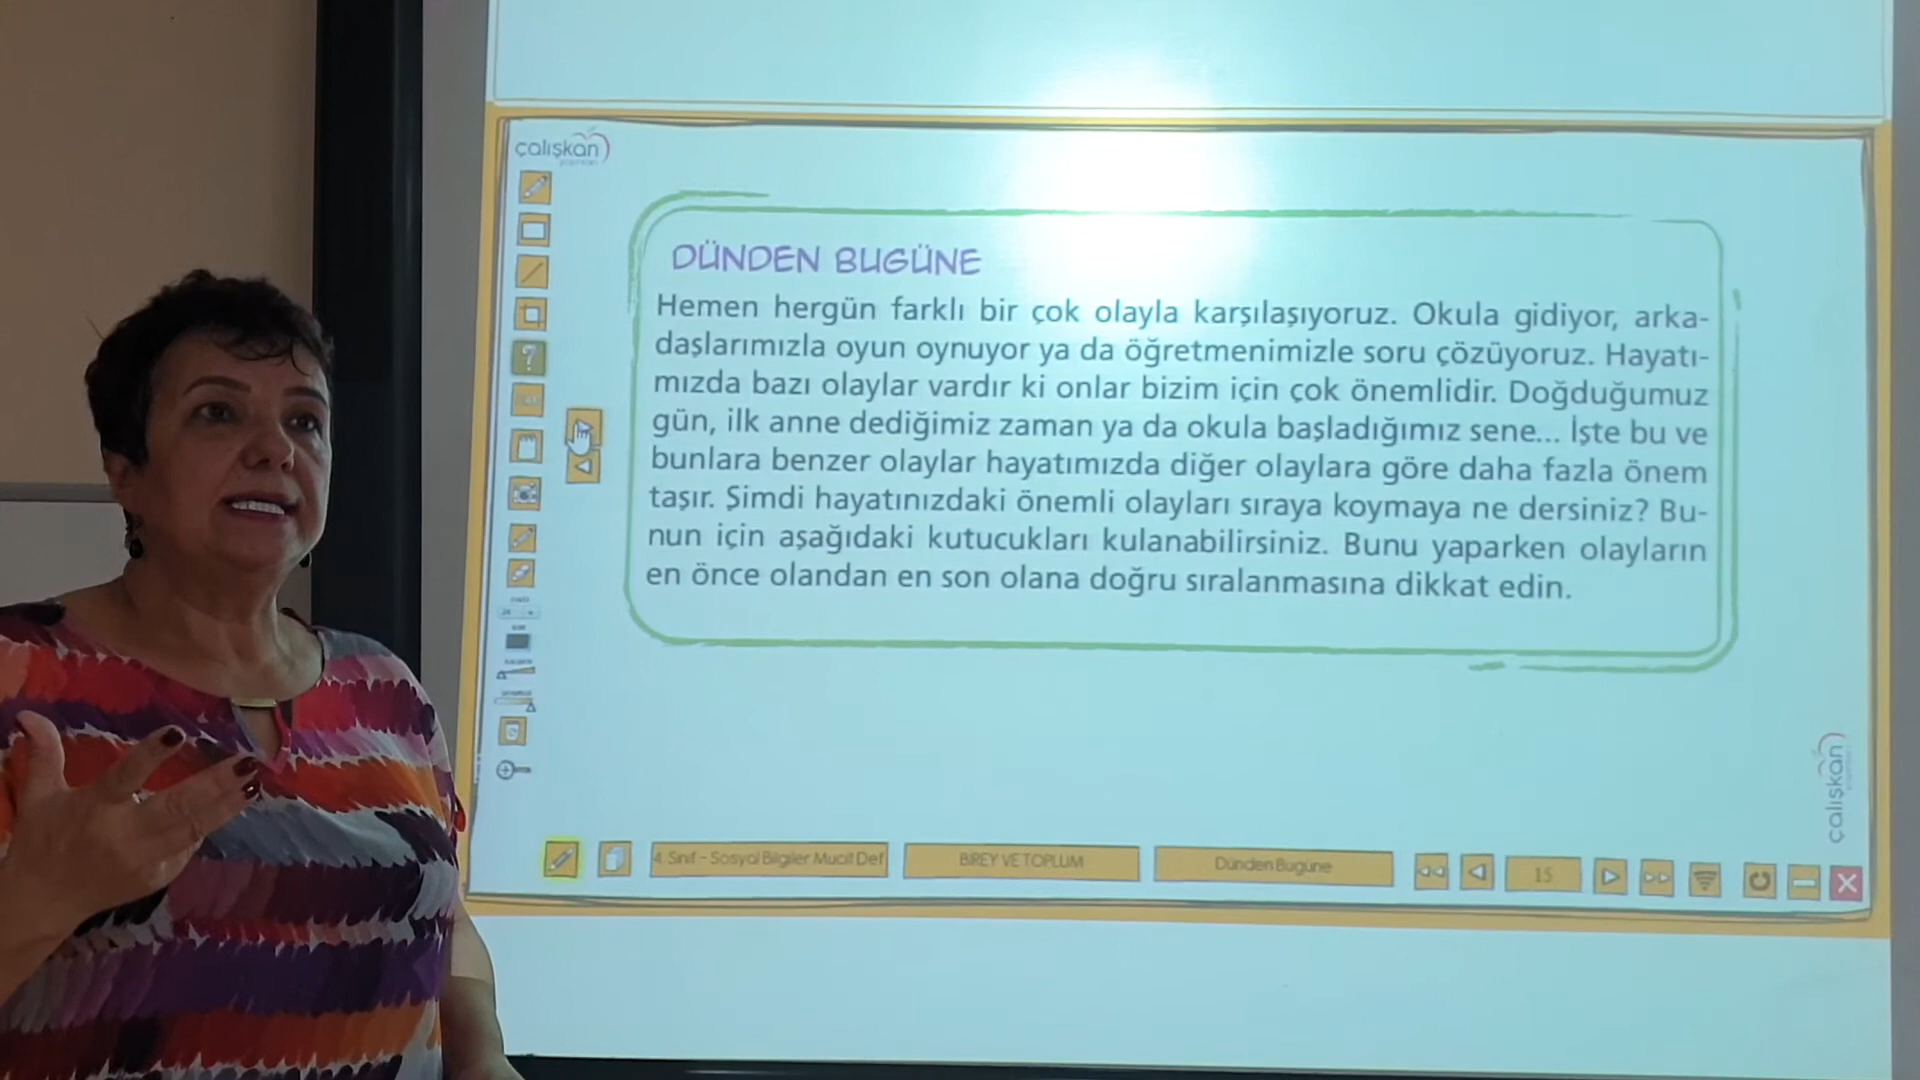 çalışkan
DÜNDEN BUGÜNE
Hemen hergün farklı bir çok olayla karşılaşıyoruz. Okula gidiyor, arka-
daşlarımızla oyun oynuyor ya da öğretmenimizle soru çözüyoruz. Hayatı-
mızda bazı olaylar vardır ki onlar bizim için çok önemlidir. Doğduğumuz
gün, ilk anne dediğimiz zaman ya da okula başladığımız sene... İşte bu ve
bunlara benzer olaylar hayatımızda diğer olaylara göre daha fazla önem
taşır. Şimdi hayatınızdaki önemli olayları sıraya koymaya ne dersiniz? Bu-
nun için aşağıdaki kutucukları kulanabilirsiniz. Bunu yaparken olayların
en önce olandan en son olana doğru sıralanmasına dikkat edin.
çalışkan
4. Sınıf - Sosyal Bilgiler Mucit Def
BİREY VE TOPLUM
Dünden Bugüne
15